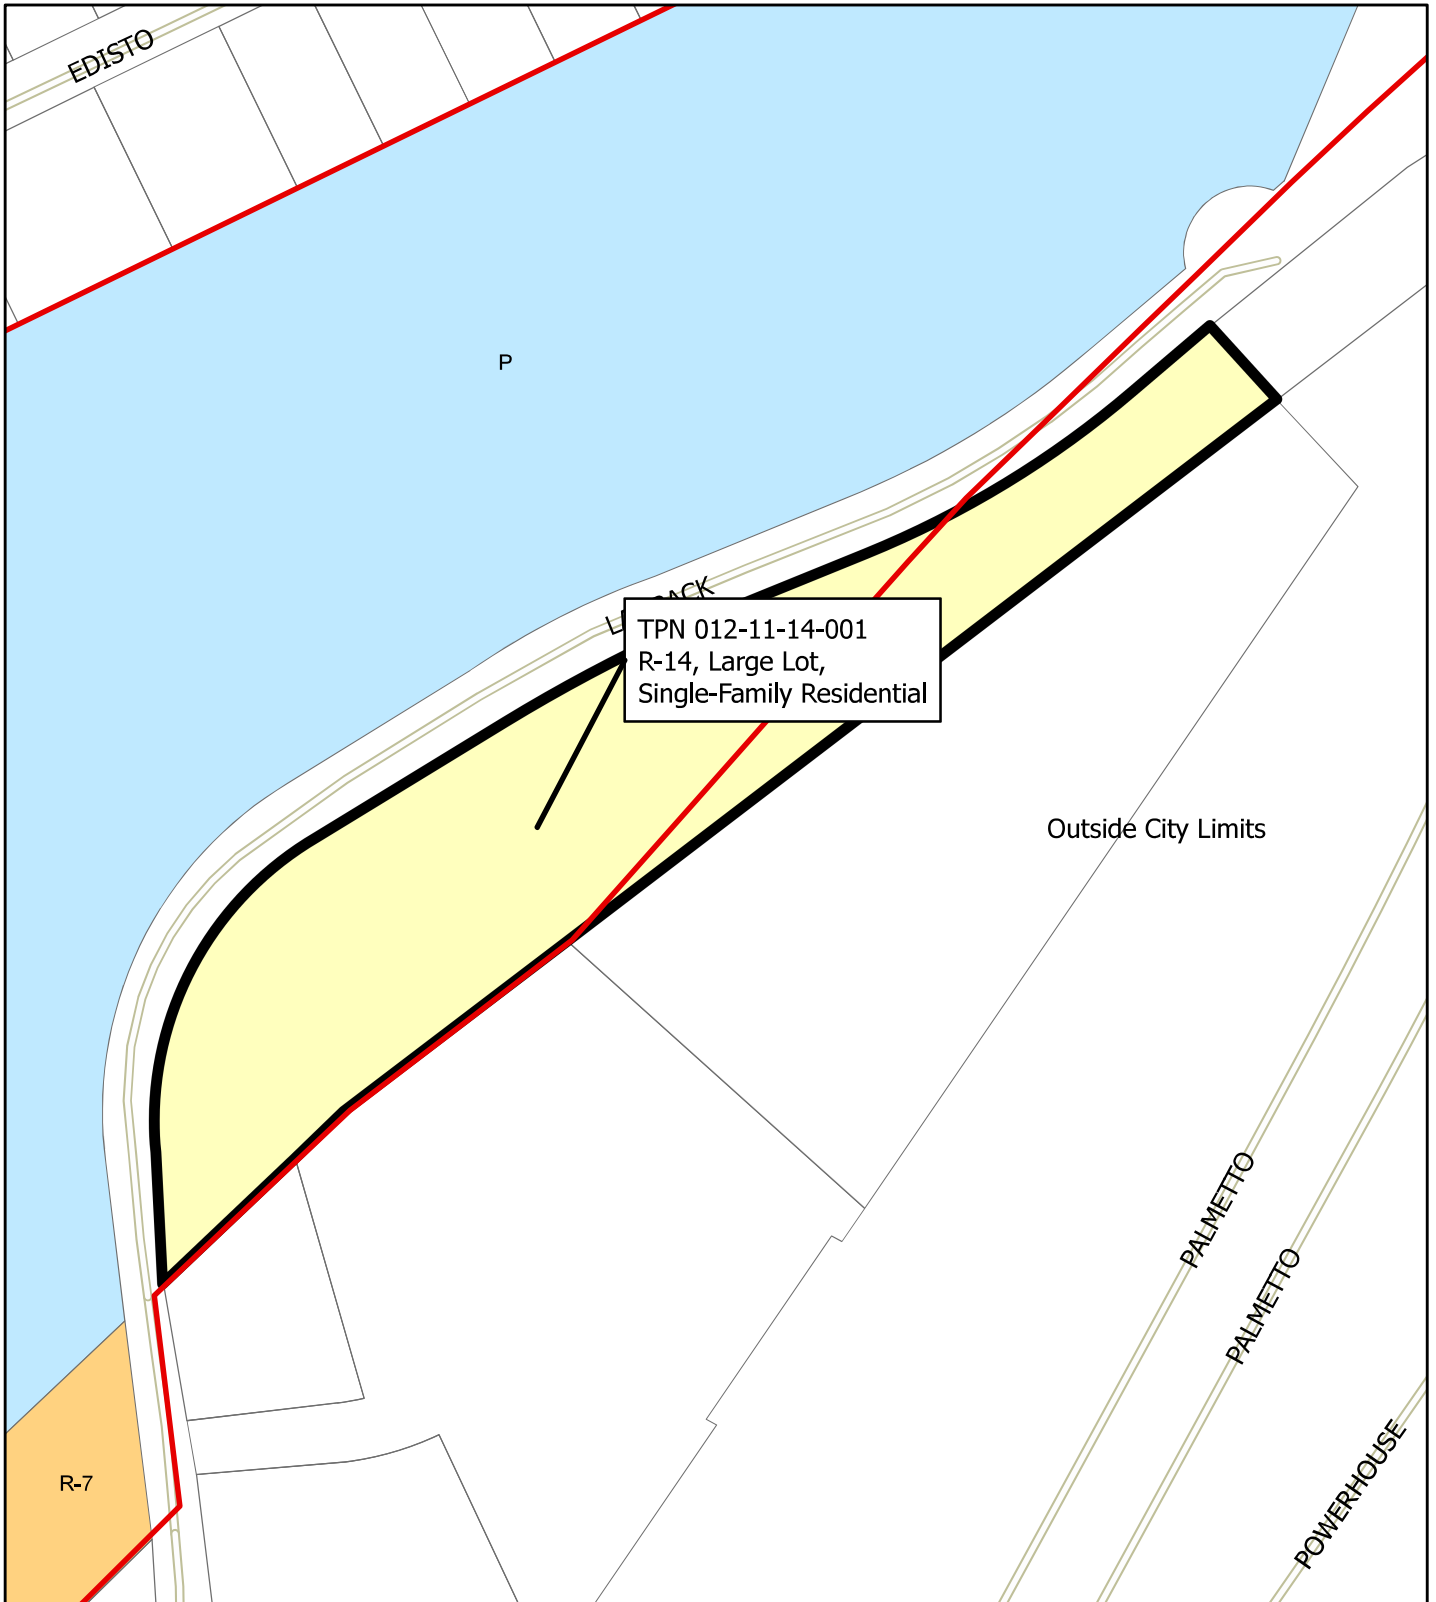 EDISTO
P
TPN 012-11-14-001
R-14, Large Lot,
Single-Family Residential
Outside City Limits
PALMETTO
PALMETTO
POWERHOUSE
R-7